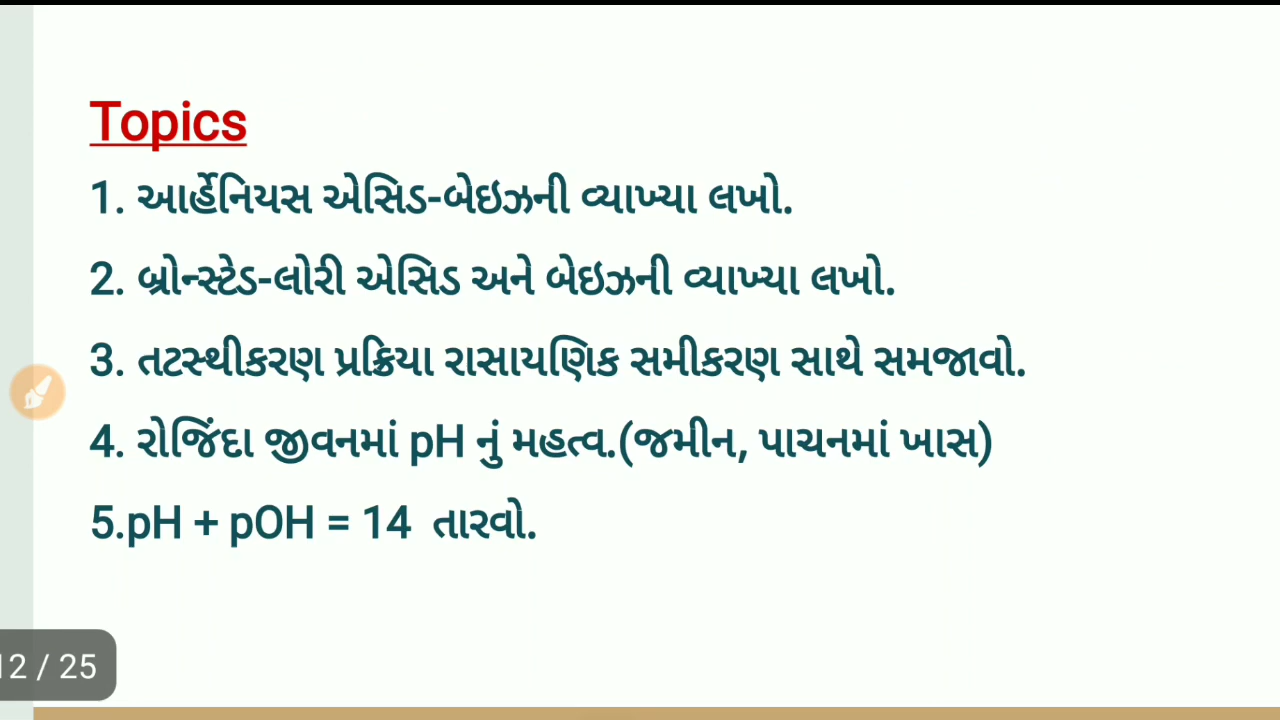 Topics
1. આર્હેનિયસ એસિડ-બેઇઝની વ્યાખ્યા લખો.
2. બ્રોન્સ્ટેડ-લોરી એસિડ અને બેઇઝની વ્યાખ્યા લખો.
3. તટસ્થીકરણ પ્રક્રિયા રાસાયણિક સમીકરણ સાથે સમજાવો.
4. રોજિંદા જીવનમાં pH નું મહત્વ.(જમીન, પાચનમાં ખાસ)
5.pH + pOH = 14 તારવો.
12 / 25